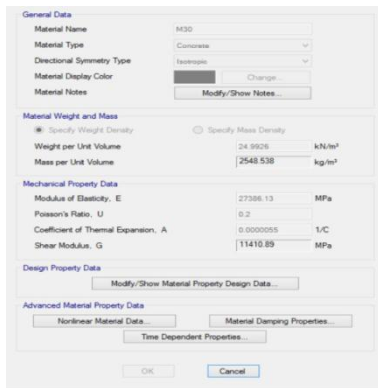 General Data
Material Name M30
Material Type Concrete
Directional Symmetry Type Isotropic
Material Display Color Change...
Material Notes Modify/Show Notes...
Material Weight and Mass
Specify Weight Density Specify Mass Density
Weight per Unit Volume 24.9926 kN/m³
Mass per Unit Volume 2548.538 kg/m³
Mechanical Property Data
Modulus of Elasticity, E 27386.13 MPa
Poisson's Ratio, U 0.2
Coefficient of Thermal Expansion, A 0.0000055 1/C
Shear Modulus, G 11410.89 MPa
Design Property Data
Modify/Show Material Property Design Data...
Advanced Material Property Data
Nonlinear Material Data... Material Damping Properties...
Time Dependent Properties...
OK Cancel